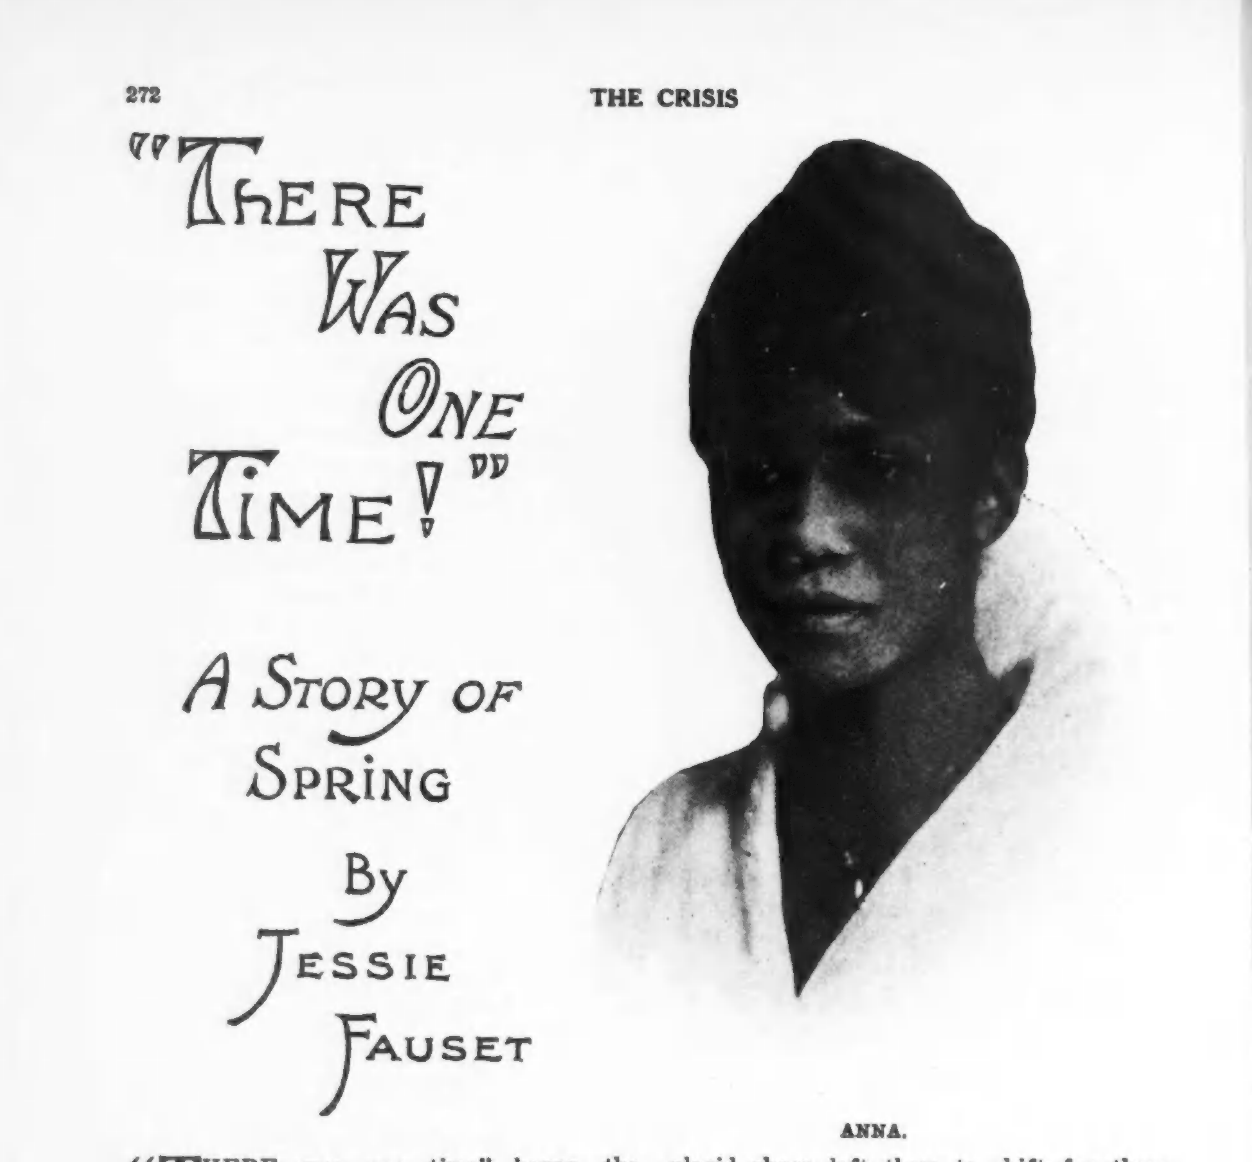 272
THE CRISIS
"THERE
WAS
ONE
TIME!"
A STORY OF
SPRING
By
JESSIE
FAUSET
ANNA.